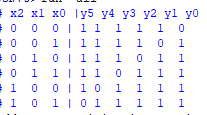 # x2 x1 x0 |y5 y4 y3 y2 y1 y0
# 0 0 0 | 1 1 1 1 1 0
# 0 0 1 | 1 1 1 1 0 1
# 0 1 0 | 1 1 1 0 1 1
# 0 1 1 | 1 1 0 1 1 1
# 1 0 0 | 1 0 1 1 1 1
# 1 0 1 | 0 1 1 1 1 1